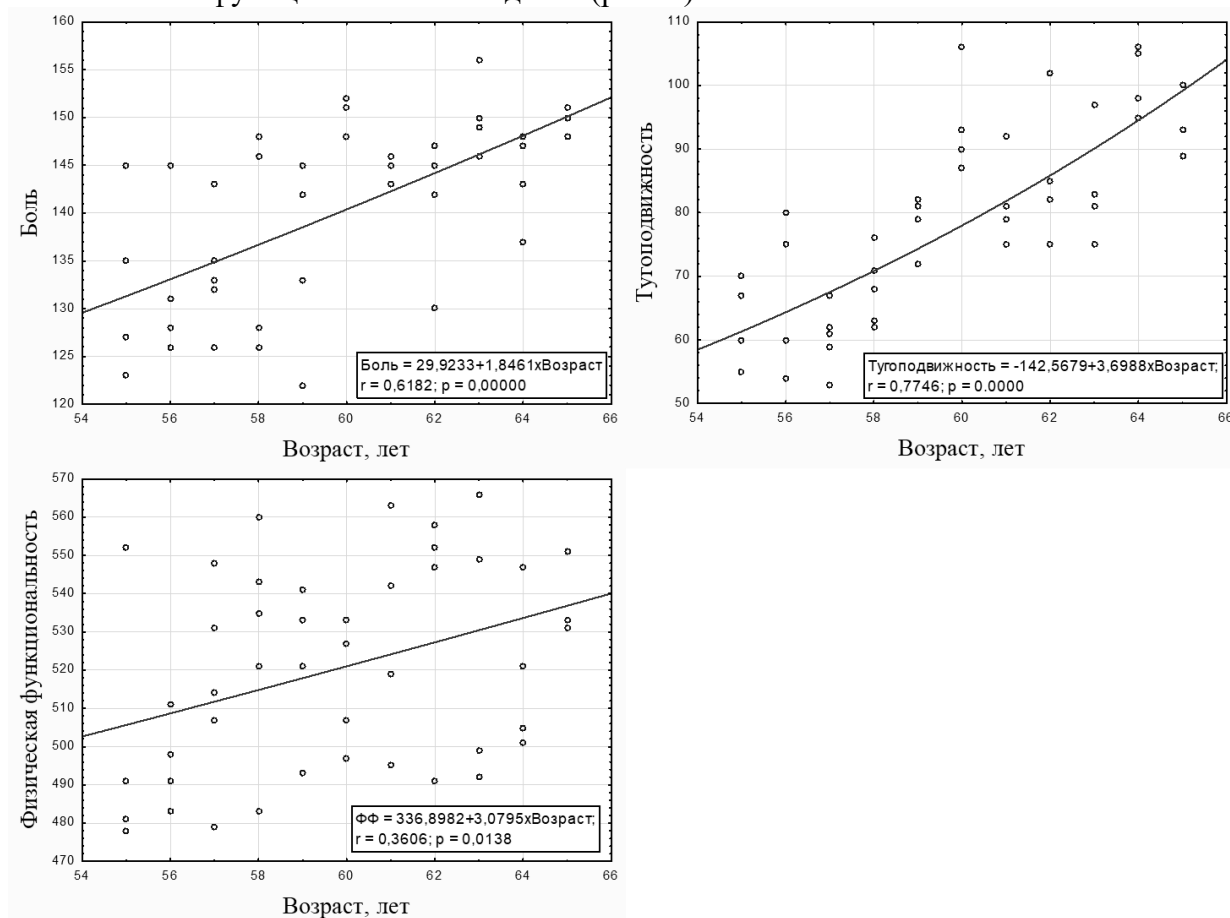 160
155
150
145
140
135
130
125
120
Боль
54 56 58 60 62 64 66
Возраст, лет
Боль = 29,9233+1,8461хВозраст
r = 0,6182; p = 0,00000
110
100
90
80
70
60
50
Тугоподвижность
54 56 58 60 62 64 66
Возраст, лет
Тугоподвижность = -142,5679+3,6988хВозраст;
r = 0,7746; p = 0.0000
570
560
550
540
530
520
510
500
490
480
470
Физическая функциональность
54 56 58 60 62 64 66
Возраст, лет
ФФ = 336,8982+3,0795хВозраст;
r = 0,3606; p = 0,0138